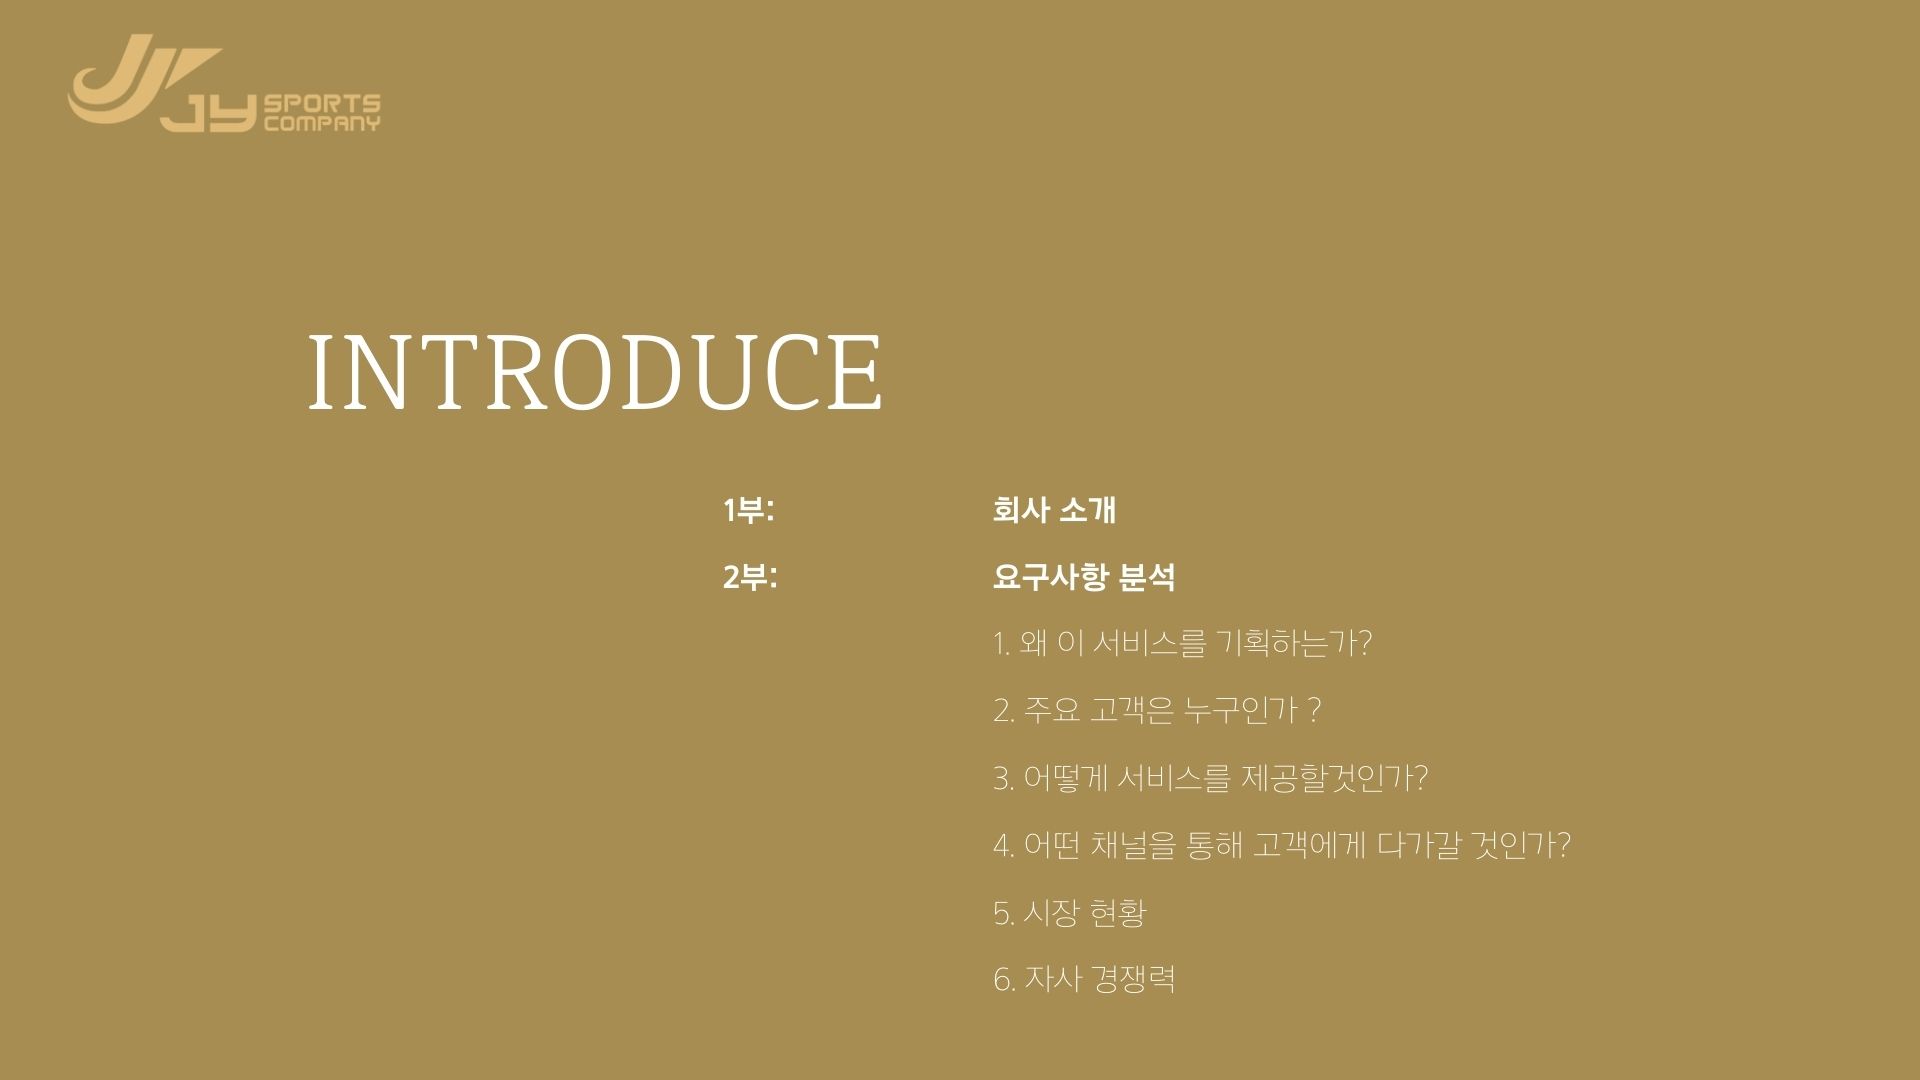 JY SPORTS
COMPANY
INTRODUCE
1부: 회사 소개
2부: 요구사항 분석
1. 왜 이 서비스를 기획하는가?
2. 주요 고객은 누구인가 ?
3. 어떻게 서비스를 제공할것인가?
4. 어떤 채널을 통해 고객에게 다가갈 것인가?
5. 시장 현황
6. 자사 경쟁력